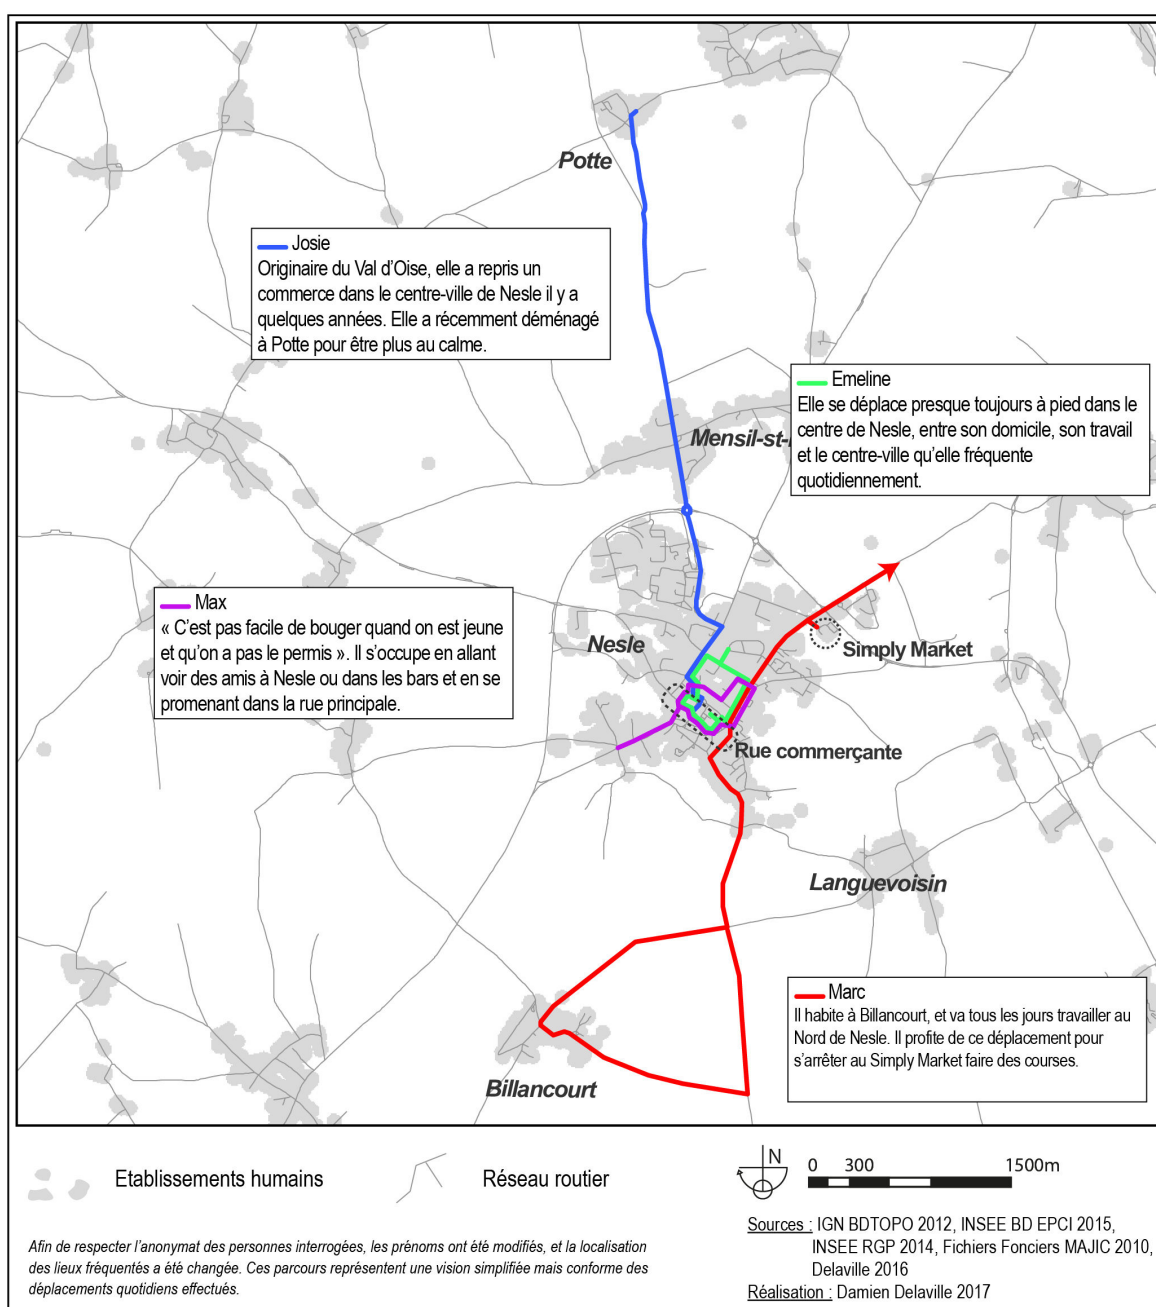 Potte
Josie
Originaire du Val d'Oise, elle a repris un
commerce dans le centre-ville de Nesle il y a
quelques années. Elle a récemment déménagé
à Potte pour être plus au calme.
Emeline
Elle se déplace presque toujours à pied dans le
centre de Nesle, entre son domicile, son travail
et le centre-ville qu'elle fréquente
quotidiennement.
Mensil-st-
Max
« C'est pas facile de bouger quand on est jeune
et qu'on a pas le permis ». Il s'occupe en allant
voir des amis à Nesle ou dans les bars et en se
promenant dans la rue principale.
Nesle
Simply Market
Rue commerçante
Languevoisin
Marc
Il habite à Billancourt, et va tous les jours travailler au
Nord de Nesle. Il profite de ce déplacement pour
s'arrêter au Simply Market faire des courses.
Billancourt
Etablissements humains
Réseau routier
N
0 300 1500m
Afin de respecter l'anonymat des personnes interrogées, les prénoms ont été modifiés, et la localisation
des lieux fréquentés a été changée. Ces parcours représentent une vision simplifiée mais conforme des
déplacements quotidiens effectués.
Sources : IGN BDTOPO 2012, INSEE BD EPCI 2015,
INSEE RGP 2014, Fichiers Fonciers MAJIC 2010,
Delaville 2016
Réalisation : Damien Delaville 2017